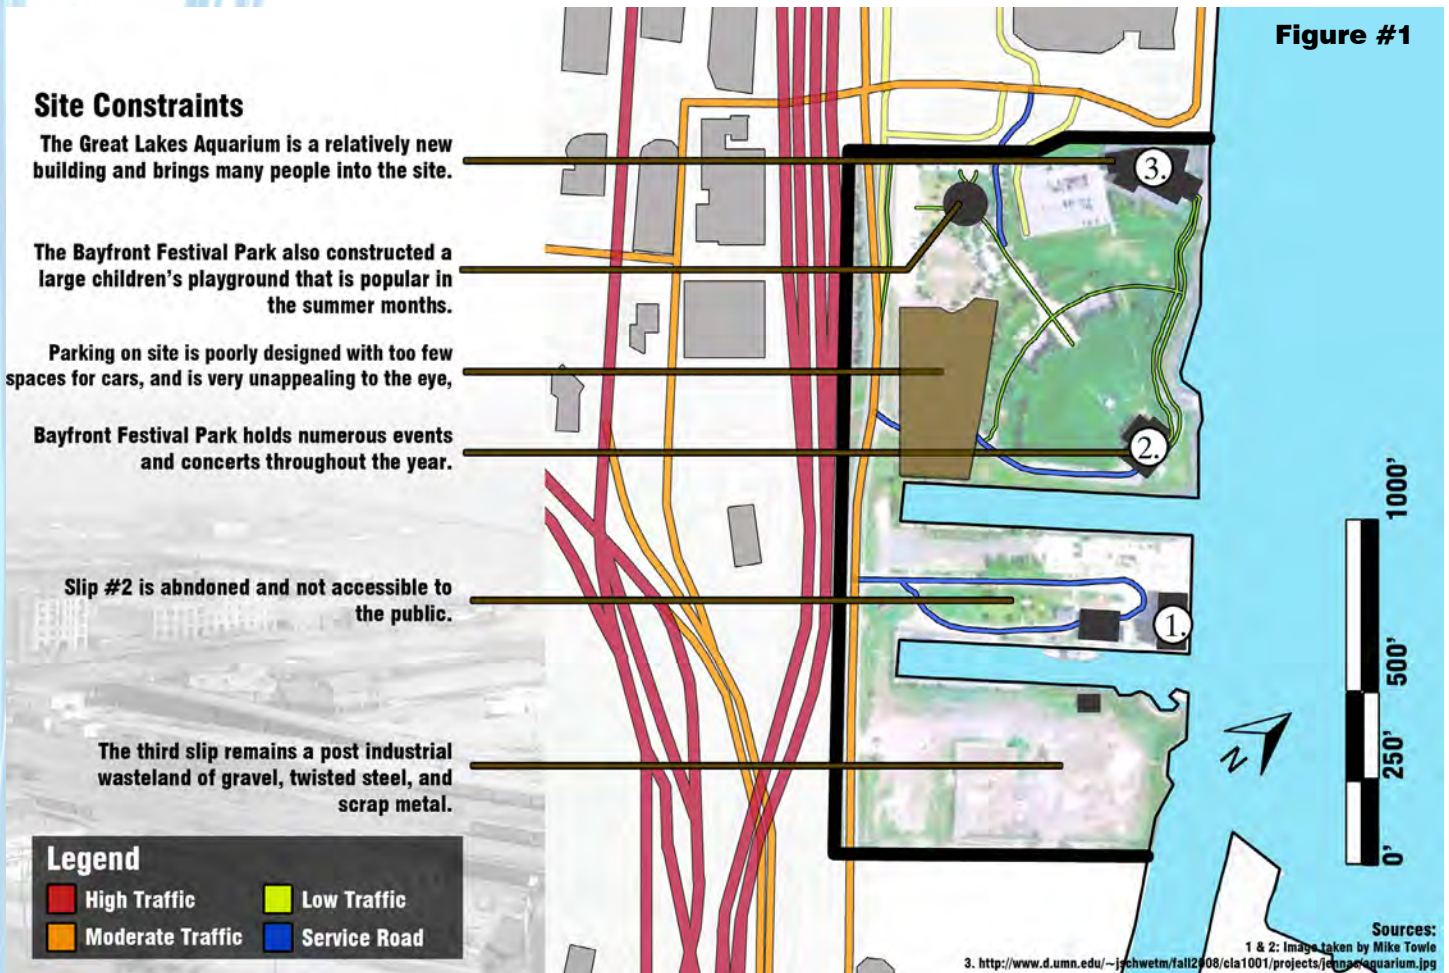 Figure #1
Site Constraints
The Great Lakes Aquarium is a relatively new
building and brings many people into the site.
The Bayfront Festival Park also constructed a
large children's playground that is popular in
the summer months.
Parking on site is poorly designed with too few
spaces for cars, and is very unappealing to the eye,
Bayfront Festival Park holds numerous events
and concerts throughout the year.
Slip #2 is abndoned and not accessible to
the public.
The third slip remains a post industrial
wasteland of gravel, twisted steel, and
scrap metal.
Legend
High Traffic
Low Traffic
Moderate Traffic
Service Road
3.
2.
1.
1000'
500'
250'
0'
N
Sources:
1 & 2: Image taken by Mike Towle
3. http://www.d.umn.edu/~jschwetm/fall2008/cla1001/projects/jennac/aquarium.jpg